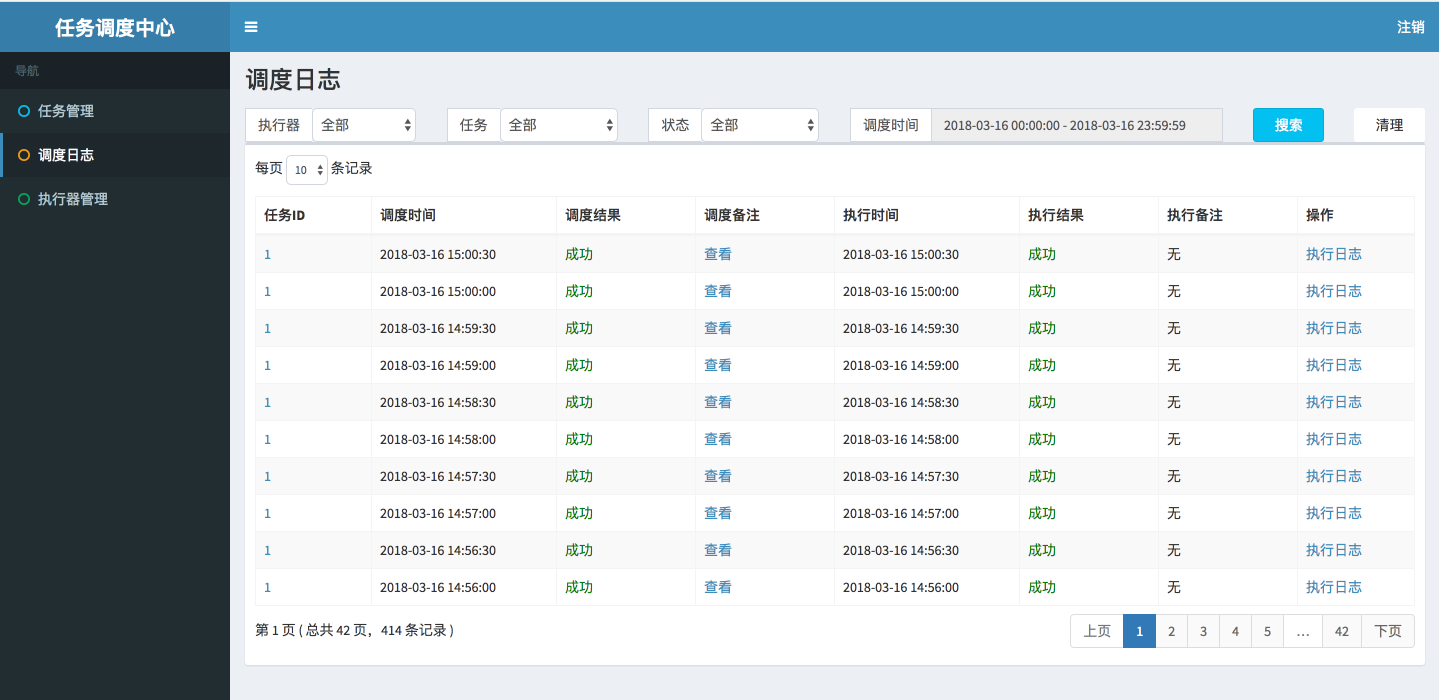 任务调度中心
注销
导航
任务管理
调度日志
执行器管理
调度日志
执行器 全部 任务 全部 状态 全部 调度时间 2018-03-16 00:00:00 - 2018-03-16 23:59:59 搜索 清理
每页 10 条记录
任务ID 调度时间 调度结果 调度备注 执行时间 执行结果 执行备注 操作
1 2018-03-16 15:00:30 成功 查看 2018-03-16 15:00:30 成功 无 执行日志
1 2018-03-16 15:00:00 成功 查看 2018-03-16 15:00:00 成功 无 执行日志
1 2018-03-16 14:59:30 成功 查看 2018-03-16 14:59:30 成功 无 执行日志
1 2018-03-16 14:59:00 成功 查看 2018-03-16 14:59:00 成功 无 执行日志
1 2018-03-16 14:58:30 成功 查看 2018-03-16 14:58:30 成功 无 执行日志
1 2018-03-16 14:58:00 成功 查看 2018-03-16 14:58:00 成功 无 执行日志
1 2018-03-16 14:57:30 成功 查看 2018-03-16 14:57:30 成功 无 执行日志
1 2018-03-16 14:57:00 成功 查看 2018-03-16 14:57:00 成功 无 执行日志
1 2018-03-16 14:56:30 成功 查看 2018-03-16 14:56:30 成功 无 执行日志
1 2018-03-16 14:56:00 成功 查看 2018-03-16 14:56:00 成功 无 执行日志
第 1 页 ( 总共 42 页，414 条记录 ) 上页 1 2 3 4 5 … 42 下页